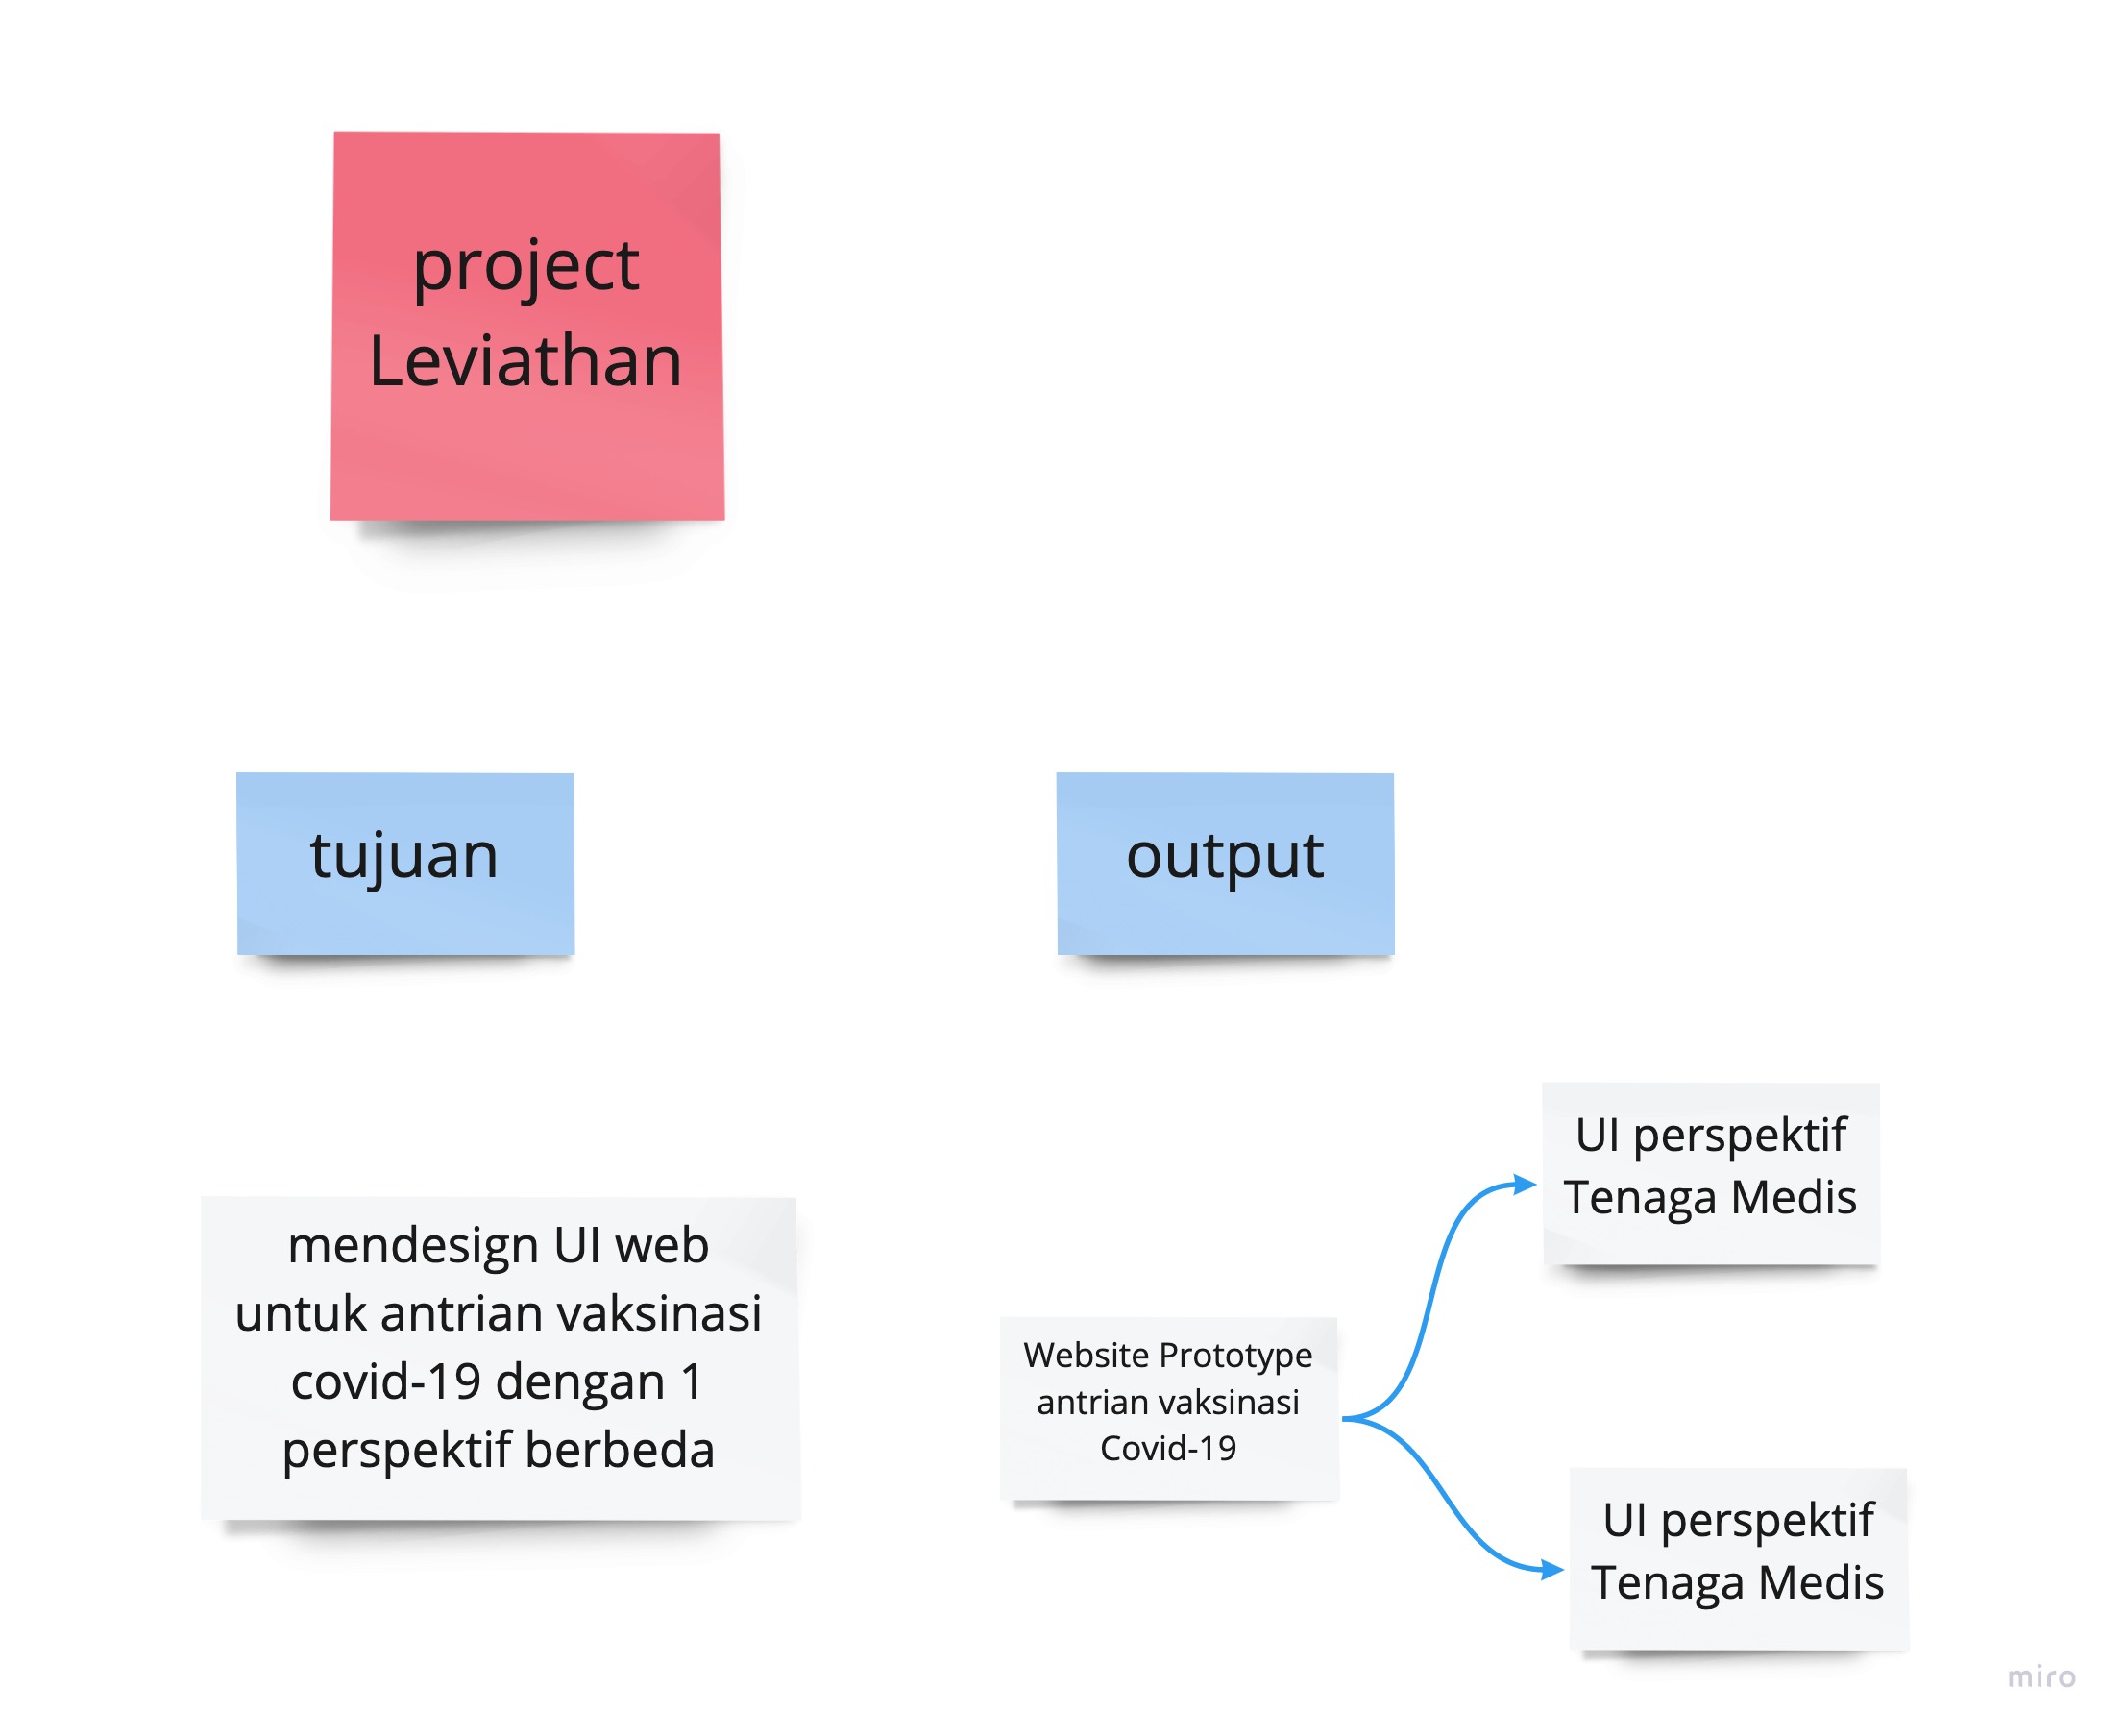 project
Leviathan
tujuan
output
mendesign UI web
untuk antrian vaksinasi
covid-19 dengan 1
perspektif berbeda
Website Prototype
antrian vaksinasi
Covid-19
UI perspektif
Tenaga Medis
UI perspektif
Tenaga Medis
miro